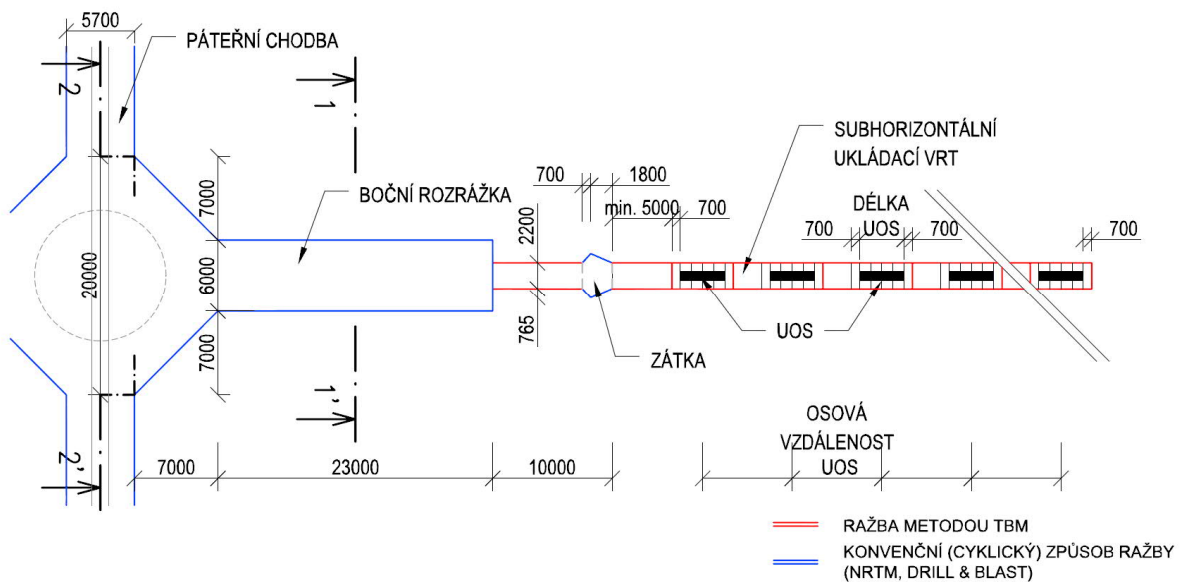 5700
PÁTEŘNÍ CHODBA
2
1
SUBHORIZONTÁLNÍ
UKLÁDACÍ VRT
BOČNÍ ROZRÁŽKA
700
1800
min. 5000
700
DÉLKA
UOS
700
700
700
7000
2200
20000
6000
765
UOS
7000
ZÁTKA
1'
OSOVÁ
VZDÁLENOST
UOS
2'
7000
23000
10000
RAŽBA METODOU TBM
KONVENČNÍ (CYKLICKÝ) ZPŮSOB RAŽBY
(NRTM, DRILL & BLAST)